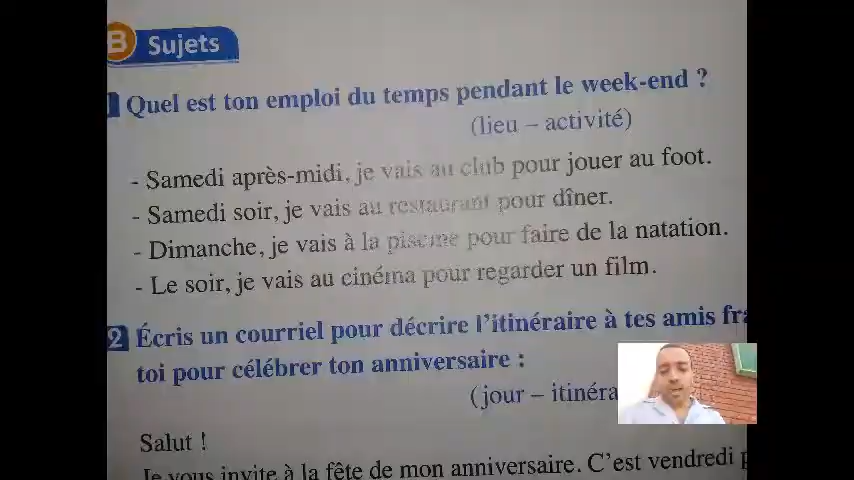 B Sujets
1 Quel est ton emploi du temps pendant le week-end ?
(lieu – activité)
- Samedi après-midi, je vais au club pour jouer au foot.
- Samedi soir, je vais au restaurant pour dîner.
- Dimanche, je vais à la piscine pour faire de la natation.
- Le soir, je vais au cinéma pour regarder un film.
2 Écris un courriel pour décrire l'itinéraire à tes amis
toi pour célébrer ton anniversaire :
(jour –
Salut !
Je vous invite à la fête de mon anniversaire. C'est vendredi